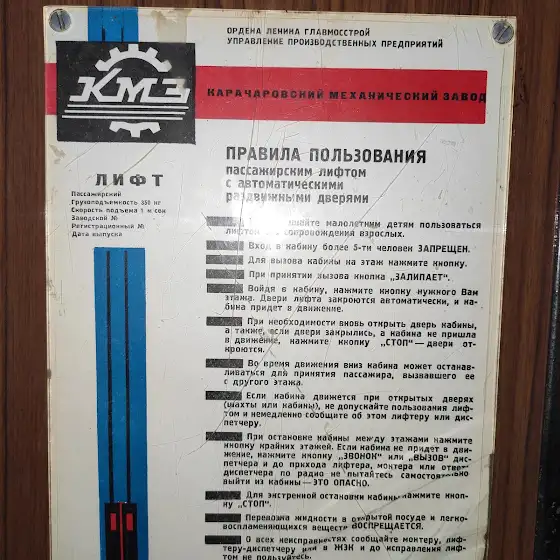 ОРДЕНА ЛЕНИНА ГЛАВМОССТРОЙ
УПРАВЛЕНИЕ ПРОИЗВОДСТВЕННЫХ ПРЕДПРИЯТИЙ
КМЗ
КАРАЧАРОВСКИЙ МЕХАНИЧЕСКИЙ ЗАВОД
ЛИФТ
Пассажирский
Грузоподъемность 350 кг
Скорость подъема 1 м сек
Заводской №
Регистрационный №
Дата выпуска
ПРАВИЛА ПОЛЬЗОВАНИЯ
пассажирским лифтом
с автоматическими
раздвижными дверями
малолетним детям пользоваться
лифтом сопровождения взрослых.
Вход в кабину более 5-ти человек ЗАПРЕЩЕН.
Для вызова кабины на этаж нажмите кнопку.
При принятии вызова кнопка „ЗАЛИПАЕТ".
Войдя в кабину, нажмите кнопку нужного Вам
этажа. Двери лифта закроются автоматически, и ка-
бина придет в движение.
При необходимости вновь открыть дверь кабины,
а также, если двери закрылись, а кабина не пришла
в движение, нажмите кнопку „СТОП" — двери от-
кроются.
Во время движения вниз кабина может останав-
ливаться для принятия пассажира, вызвавшего ее
с другого этажа.
Если кабина движется при открытых дверях
(шахты или кабины), не допускайте пользования лиф-
том и немедленно сообщите об этом лифтеру или дис-
петчеру.
При остановке кабины между этажами нажмите
кнопку крайних этажей. Если кабина не придет в дви-
жение, нажмите кнопку „ЗВОНОК" или „ВЫЗОВ" дис-
петчера и до прихода лифтера, монтера или ответа
диспетчера по радио не пытайтесь самостоятельно
выйти из кабины — ЭТО ОПАСНО.
Для экстренной остановки кабины нажмите кноп-
ку „СТОП".
Перевозка жидкости в открытой посуде и легко-
воспламеняющихся веществ ВОСПРЕЩАЕТСЯ.
О всех неисправностях сообщайте монтеру, лиф-
теру-диспетчеру или в ЖЭК и до исправления лиф-
том не пользуйтесь.